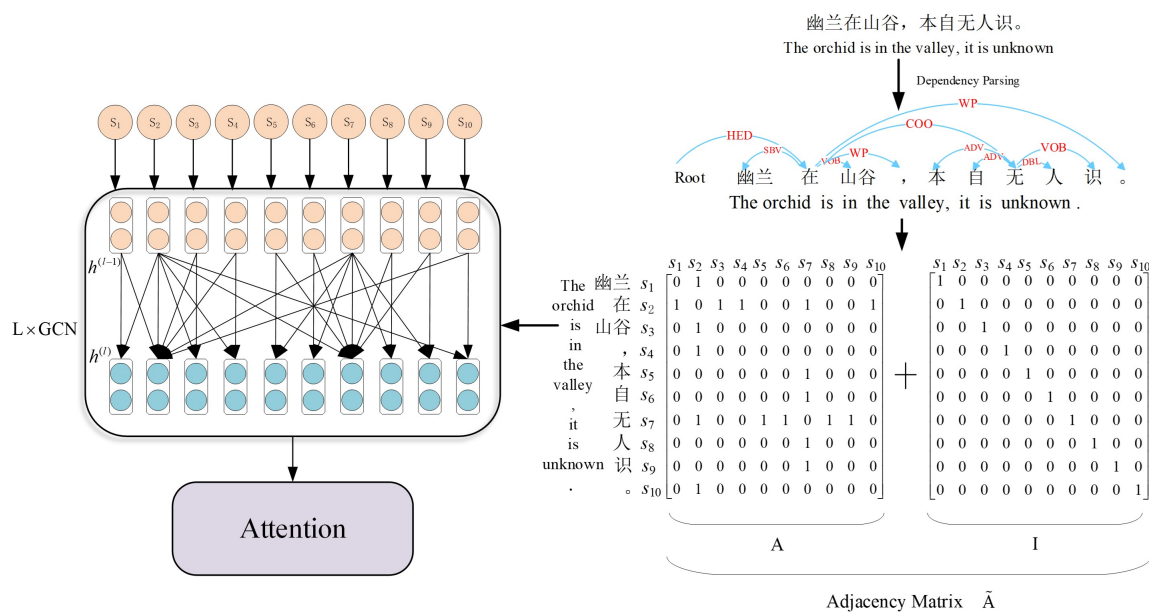 幽兰在山谷，本自无人识。
The orchid is in the valley, it is unknown
Dependency Parsing
WP
COO
HED
SBV
VOB
WP
ADV
ADV
DBL
VOB
Root 幽兰 在 山谷 ， 本 自 无 人 识 。
The orchid is in the valley, it is unknown .
S1 S2 S3 S4 S5 S6 S7 S8 S9 S10
h(l-1)
L×GCN
h(l)
Attention
The
orchid
is
in
the
valley
,
it
is
unknown
.
s1 s2 s3 s4 s5 s6 s7 s8 s9 s10
幽兰 s1 0 1 0 0 0 0 0 0 0 0
在 s2 1 0 1 1 0 0 1 0 0 1
山谷 s3 0 1 0 0 0 0 0 0 0 0
， s4 0 1 0 0 0 0 0 0 0 0
本 s5 0 0 0 0 0 0 1 0 0 0
自 s6 0 0 0 0 0 0 1 0 0 0
无 s7 0 1 0 0 1 1 0 1 1 0
人 s8 0 0 0 0 0 0 1 0 0 0
识 s9 0 0 0 0 0 0 1 0 0 0
。 s10 0 1 0 0 0 0 0 0 0 0
A
+
s1 s2 s3 s4 s5 s6 s7 s8 s9 s10
1 0 0 0 0 0 0 0 0 0
0 1 0 0 0 0 0 0 0 0
0 0 1 0 0 0 0 0 0 0
0 0 0 1 0 0 0 0 0 0
0 0 0 0 1 0 0 0 0 0
0 0 0 0 0 1 0 0 0 0
0 0 0 0 0 0 1 0 0 0
0 0 0 0 0 0 0 1 0 0
0 0 0 0 0 0 0 0 1 0
0 0 0 0 0 0 0 0 0 1
I
Adjacency Matrix Ã